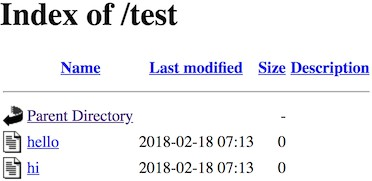 Index of /test
Name Last modified Size Description
Parent Directory -
hello 2018-02-18 07:13 0
hi 2018-02-18 07:13 0